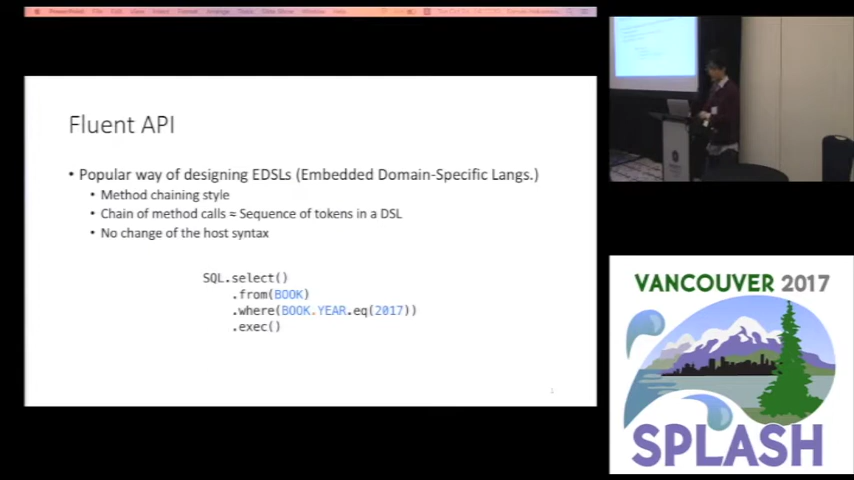 Fluent API
• Popular way of designing EDSLs (Embedded Domain-Specific Langs.)
• Method chaining style
• Chain of method calls ≈ Sequence of tokens in a DSL
• No change of the host syntax
SQL.select()
.from(BOOK)
.where(BOOK.YEAR.eq(2017))
.exec()
VANCOUVER 2017
SPLASH